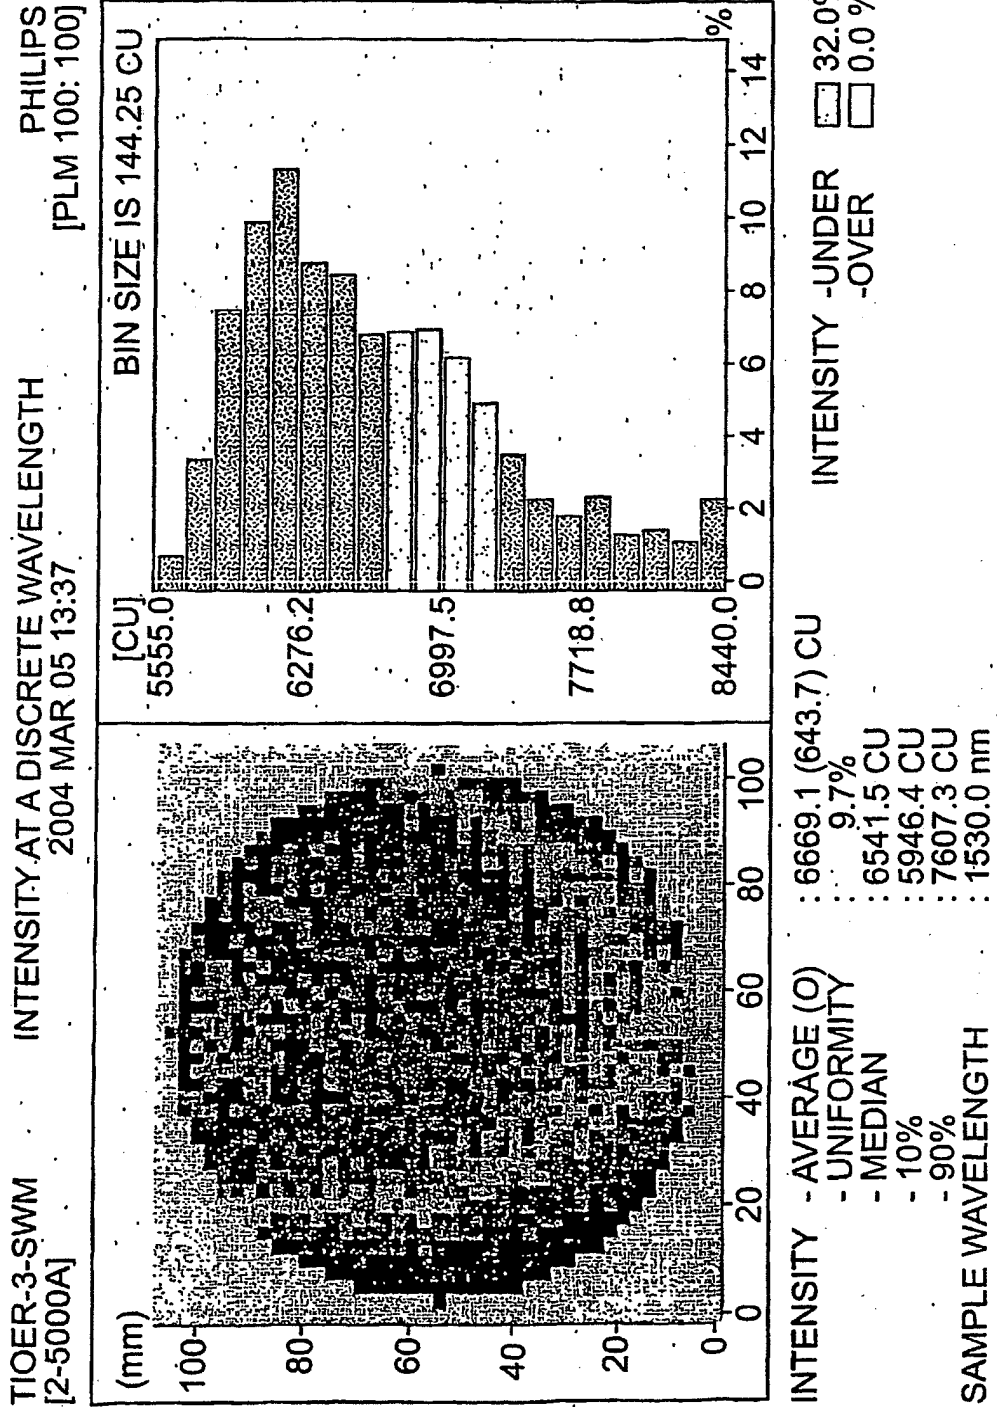 TIOER-3-SWM INTENSITY AT A DISCRETE WAVELENGTH PHILIPS
[2-5000A] 2004 MAR 05 13:37 [PLM 100: 100]
(mm)
100
80
60
40
20
0
0 20 40 60 80 100
BIN SIZE IS 144.25 CU
[CU]
5555.0
6276.2
6997.5
7718.8
8440.0
0 2 4 6 8 10 12 14 %
INTENSITY - AVERAGE (O) : 6669.1 (643.7) CU
- UNIFORMITY : 9.7%
- MEDIAN : 6541.5 CU
- 10% : 5946.4 CU
- 90% : 7607.3 CU
SAMPLE WAVELENGTH : 1530.0 nm
INTENSITY -UNDER 32.0%
-OVER 0.0 %